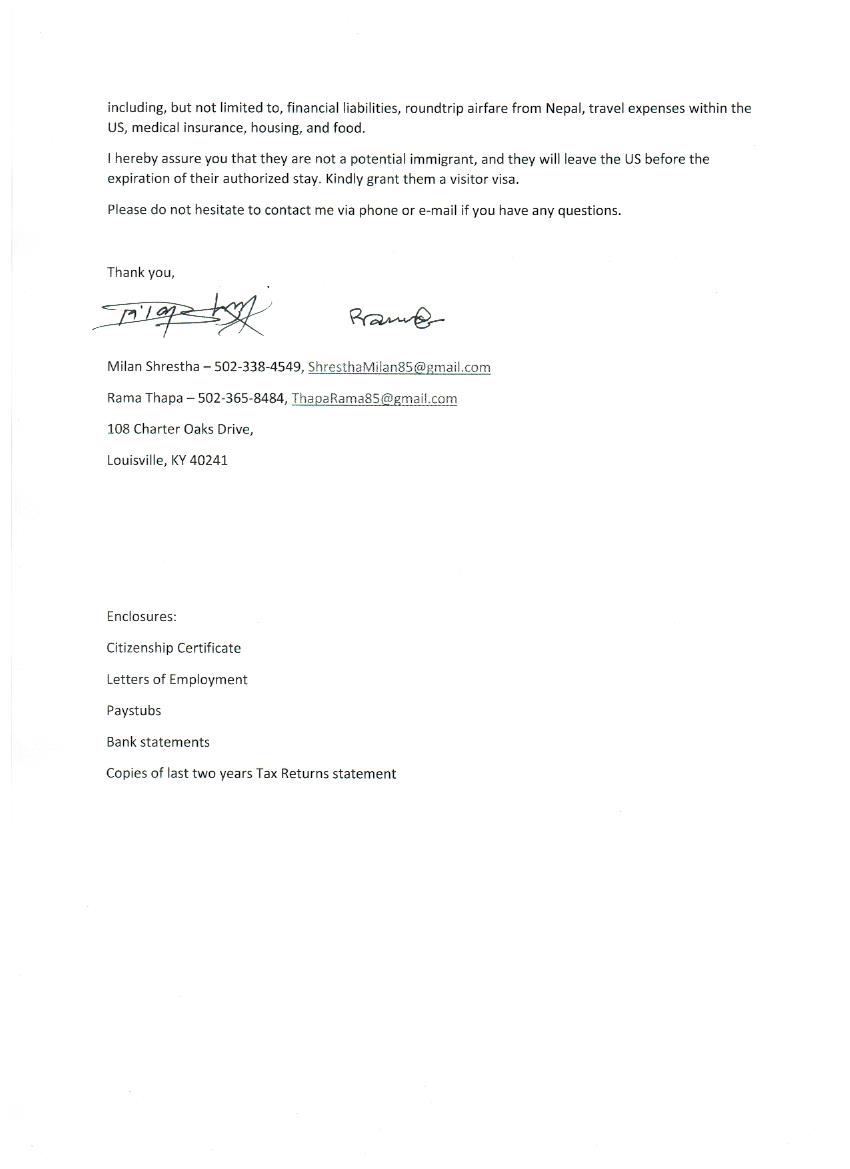 including, but not limited to, financial liabilities, roundtrip airfare from Nepal, travel expenses within the
US, medical insurance, housing, and food.
I hereby assure you that they are not a potential immigrant, and they will leave the US before the
expiration of their authorized stay. Kindly grant them a visitor visa.
Please do not hesitate to contact me via phone or e-mail if you have any questions.
Thank you,
Rama
Milan Shrestha – 502-338-4549, ShresthaMilan85@gmail.com
Rama Thapa – 502-365-8484, ThapaRama85@gmail.com
108 Charter Oaks Drive,
Louisville, KY 40241
Enclosures:
Citizenship Certificate
Letters of Employment
Paystubs
Bank statements
Copies of last two years Tax Returns statement